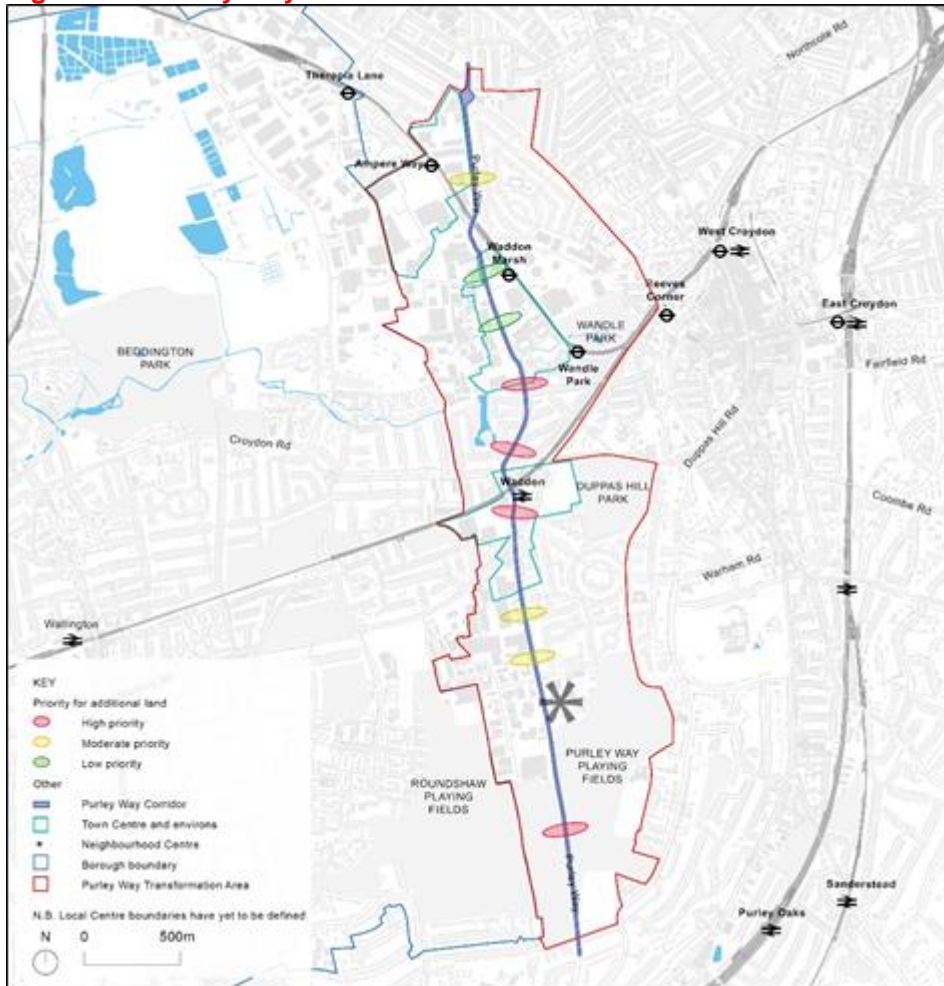 Northcote Rd
Therapia Lane
Ampere Way
Purley Way
West Croydon
Waddon
Marsh
Reeves
Corner
East Croydon
WANDLE
PARK
BEDDINGTON
PARK
Wandle
Park
Fairfield Rd
Croydon Rd
Duppas Hill Rd
Waddon
DUPPAS HILL
PARK
Coombe Rd
Warham Rd
Wallington
KEY
Priority for additional land
High priority
Moderate priority
Low priority
Other
Purley Way Corridor
Town Centre and environs
Neighbourhood Centre
Borough boundary
Purley Way Transformation Area
N.B. Local Centre boundaries have yet to be defined
N 0 500m
PURLEY WAY
PLAYING
FIELDS
ROUNDSHAW
PLAYING
FIELDS
Purley Way
Sanderstead
Purley Oaks